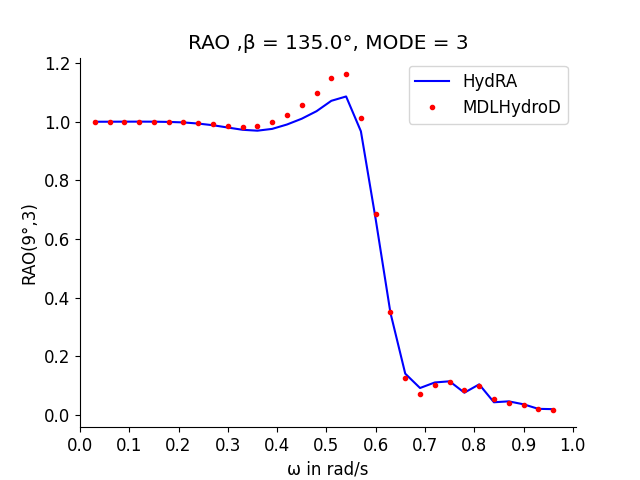 RAO ,β = 135.0°, MODE = 3
HydRA
MDLHydroD
RAO(9°,3)
1.2
1.0
0.8
0.6
0.4
0.2
0.0
0.0 0.1 0.2 0.3 0.4 0.5 0.6 0.7 0.8 0.9 1.0
ω in rad/s